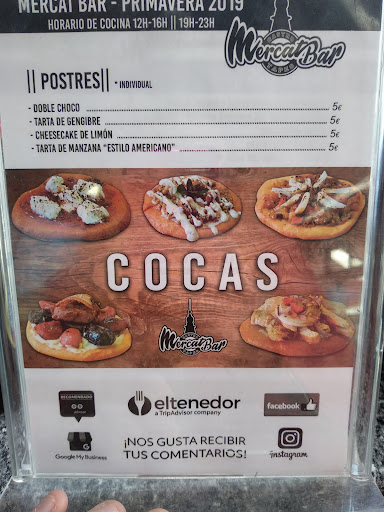 MERCAT BAR - PRIMAVERA 2019
HORARIO DE COCINA 12H-16H || 19H-23H
Mercat Bar
|| POSTRES || * INDIVIDUAL
- DOBLE CHOCO ........ 5€
- TARTA DE GENGIBRE ........ 5€
- CHEESECAKE DE LIMÓN ........ 5€
- TARTA DE MANZANA "ESTILO AMERICANO" ........ 5€
COCAS
Mercat Bar
RECOMENDADO
eltenedor
a TripAdvisor company
facebook
Google My Business
¡NOS GUSTA RECIBIR
TUS COMENTARIOS!
instagram